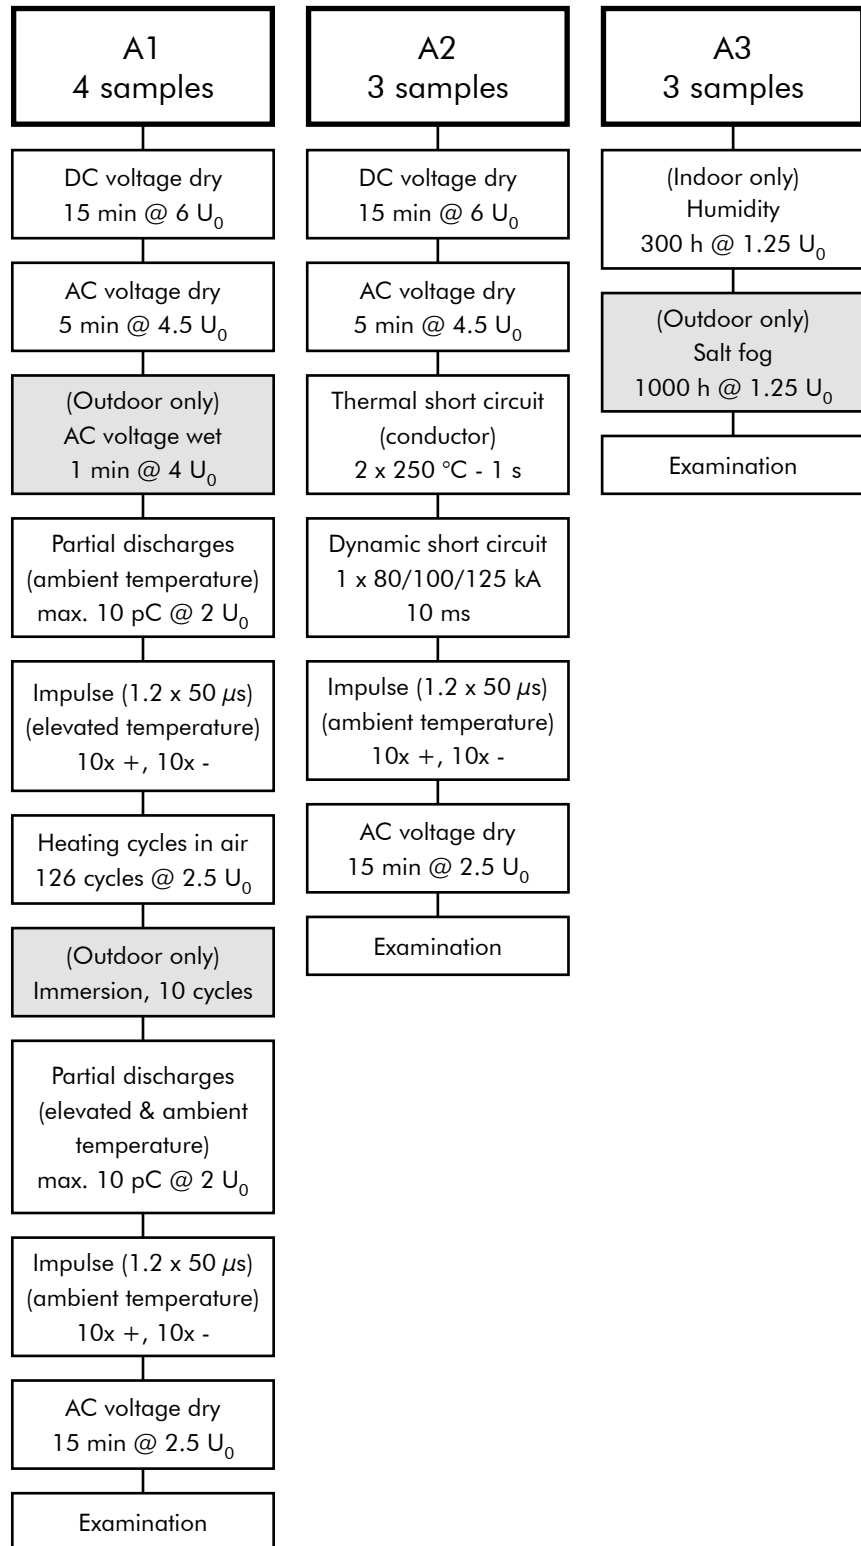 A1
4 samples
DC voltage dry
15 min @ 6 U₀
AC voltage dry
5 min @ 4.5 U₀
(Outdoor only)
AC voltage wet
1 min @ 4 U₀
Partial discharges
(ambient temperature)
max. 10 pC @ 2 U₀
Impulse (1.2 x 50 µs)
(elevated temperature)
10x +, 10x -
Heating cycles in air
126 cycles @ 2.5 U₀
(Outdoor only)
Immersion, 10 cycles
Partial discharges
(elevated & ambient
temperature)
max. 10 pC @ 2 U₀
Impulse (1.2 x 50 µs)
(ambient temperature)
10x +, 10x -
AC voltage dry
15 min @ 2.5 U₀
Examination
A2
3 samples
DC voltage dry
15 min @ 6 U₀
AC voltage dry
5 min @ 4.5 U₀
Thermal short circuit
(conductor)
2 x 250 °C - 1 s
Dynamic short circuit
1 x 80/100/125 kA
10 ms
Impulse (1.2 x 50 µs)
(ambient temperature)
10x +, 10x -
AC voltage dry
15 min @ 2.5 U₀
Examination
A3
3 samples
(Indoor only)
Humidity
300 h @ 1.25 U₀
(Outdoor only)
Salt fog
1000 h @ 1.25 U₀
Examination